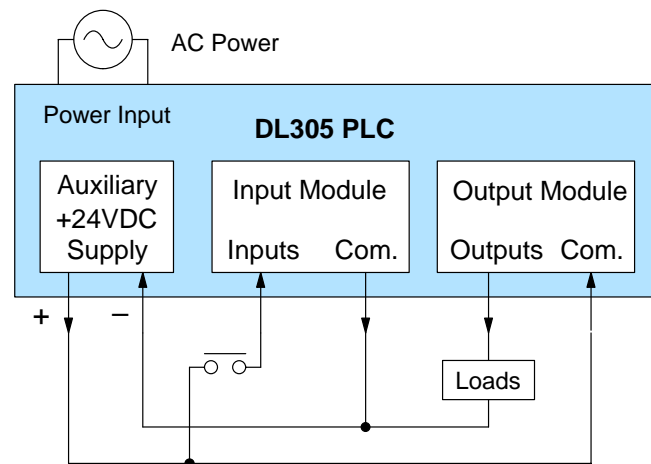 AC Power
Power Input
DL305 PLC
Auxiliary
+24VDC
Supply
Input Module
Inputs Com.
Output Module
Outputs Com.
+ –
Loads